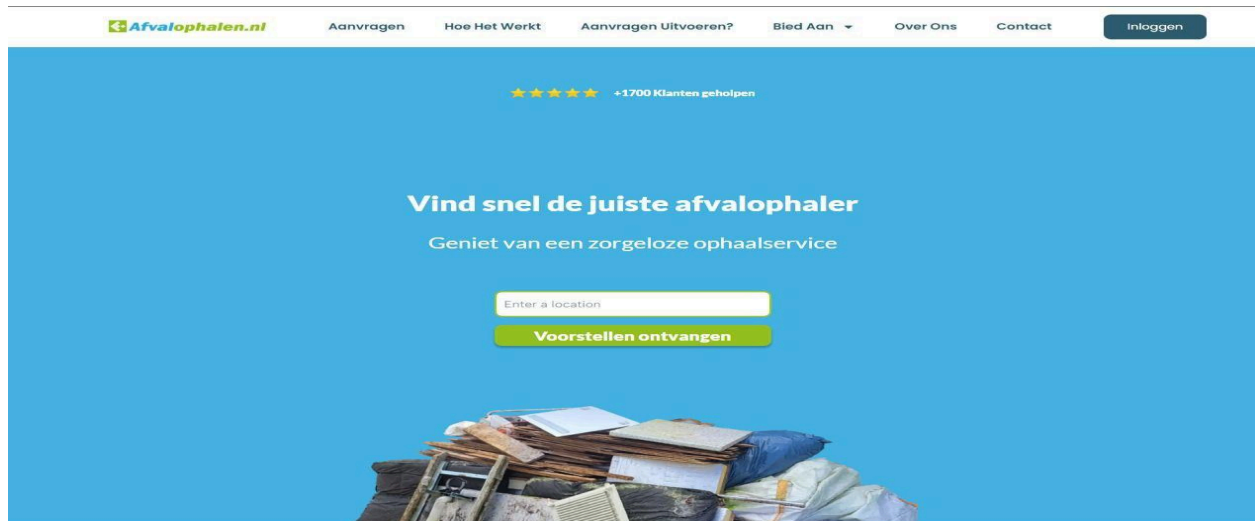 Afvalophalen.nl Aanvragen Hoe Het Werkt Aanvragen Uitvoeren? Bied Aan Over Ons Contact Inloggen
+1700 Klanten geholpen
Vind snel de juiste afvalophaler
Geniet van een zorgeloze ophaalservice
Enter a location
Voorstellen ontvangen